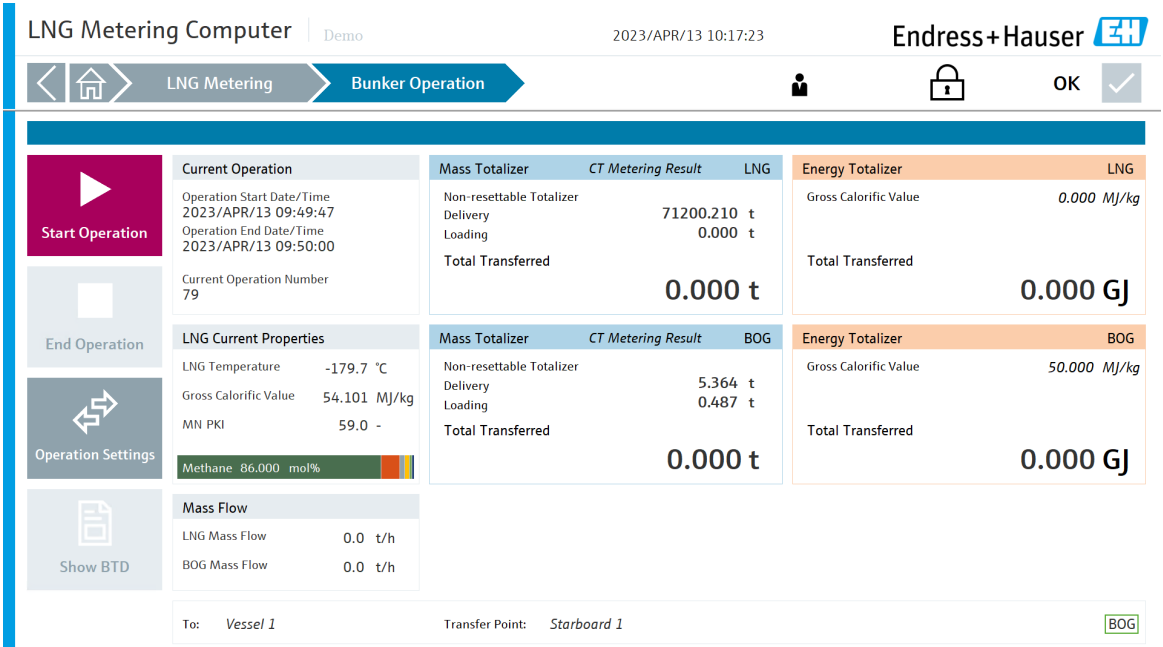 LNG Metering Computer
Demo
2023/APR/13 10:17:23
Endress+Hauser EH
LNG Metering
Bunker Operation
OK
Start Operation
End Operation
Operation Settings
Show BTD
Current Operation
Operation Start Date/Time
2023/APR/13 09:49:47
Operation End Date/Time
2023/APR/13 09:50:00
Current Operation Number
79
Mass Totalizer CT Metering Result LNG
Non-resettable Totalizer
Delivery 71200.210 t
Loading 0.000 t
Total Transferred
0.000 t
Energy Totalizer LNG
Gross Calorific Value 0.000 MJ/kg
Total Transferred
0.000 GJ
LNG Current Properties
LNG Temperature -179.7 °C
Gross Calorific Value 54.101 MJ/kg
MN PKI 59.0 -
Methane 86.000 mol%
Mass Totalizer CT Metering Result BOG
Non-resettable Totalizer
Delivery 5.364 t
Loading 0.487 t
Total Transferred
0.000 t
Energy Totalizer BOG
Gross Calorific Value 50.000 MJ/kg
Total Transferred
0.000 GJ
Mass Flow
LNG Mass Flow 0.0 t/h
BOG Mass Flow 0.0 t/h
To: Vessel 1 Transfer Point: Starboard 1 BOG